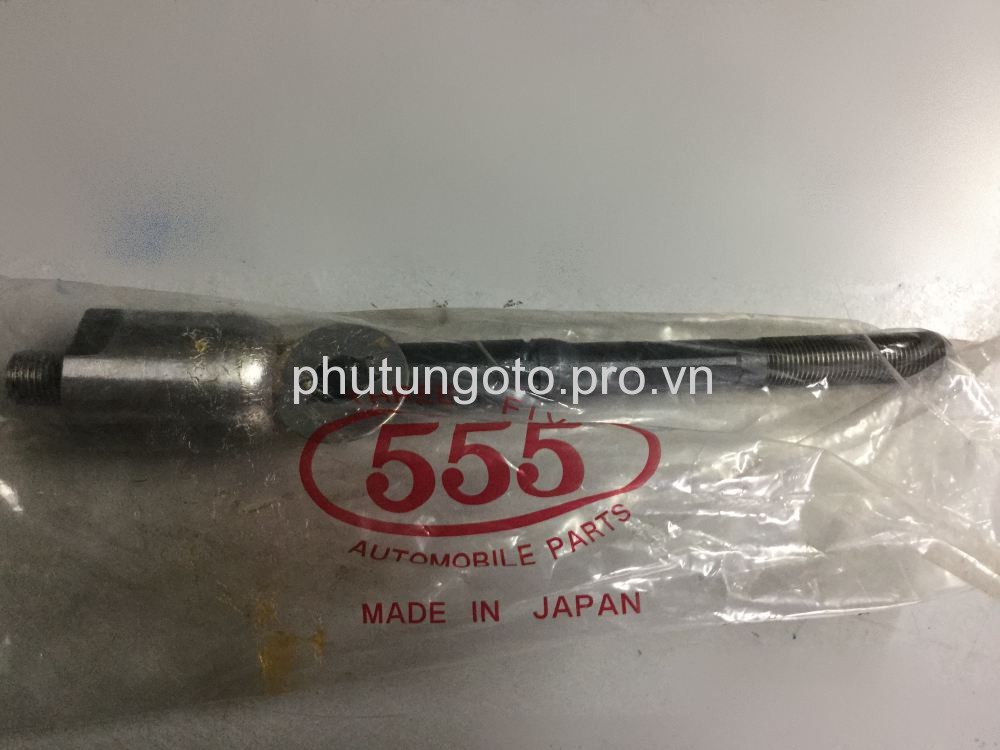 phutungoto.pro.vn
555
AUTOMOBILE PARTS
MADE IN JAPAN